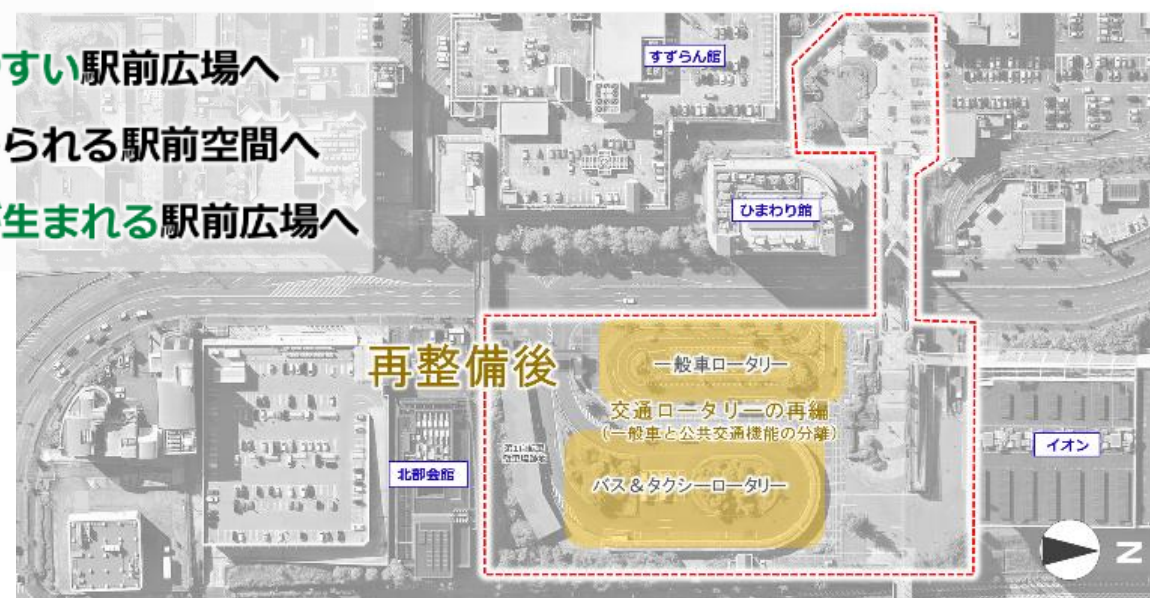 すい駅前広場へ
られる駅前空間へ
生まれる駅前広場へ
すずらん館
ひまわり館
再整備後
一般車ロータリー
交通ロータリーの再編
（一般車と公共交通機能の分離）
バス＆タクシーロータリー
北部会館
イオン
N